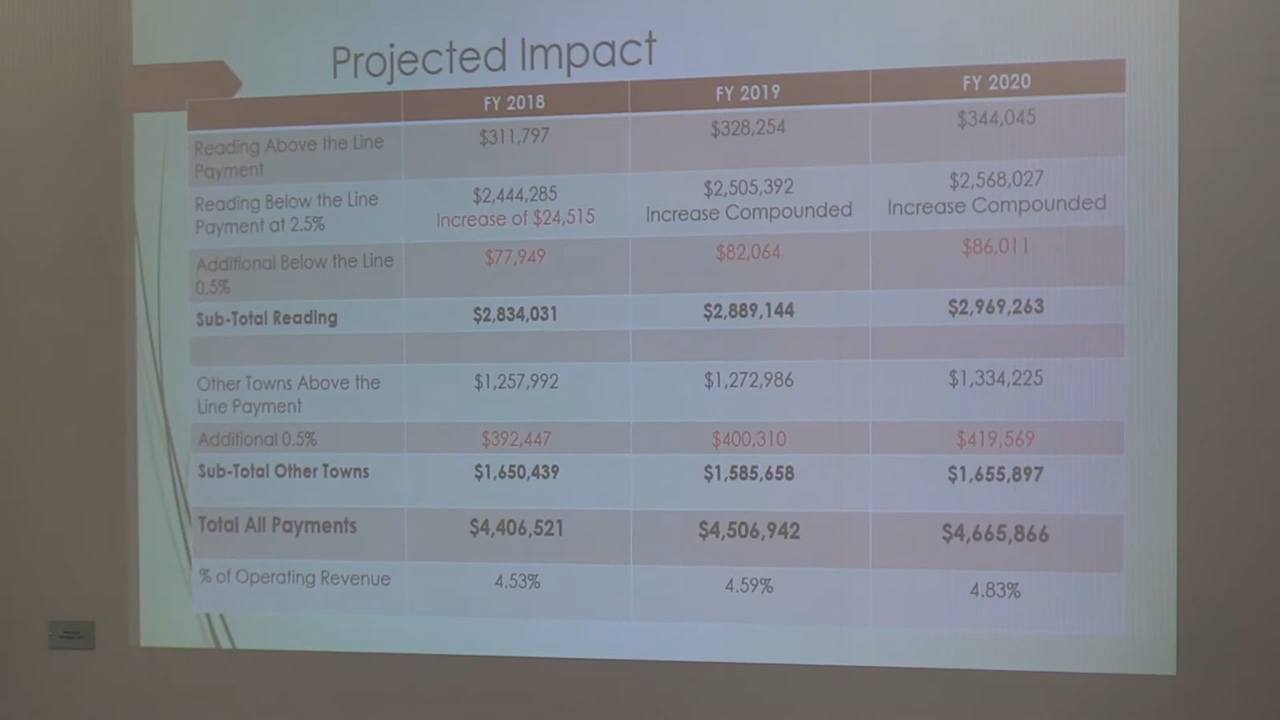 Projected Impact
FY 2018 FY 2019 FY 2020
Reading Above the Line Payment $311,797 $328,254 $344,045
Reading Below the Line Payment at 2.5% $2,444,285 Increase of $24,515 $2,505,392 Increase Compounded $2,568,027 Increase Compounded
Additional Below the Line 0.5% $77,949 $82,064 $86,011
Sub-Total Reading $2,834,031 $2,889,144 $2,969,263
Other Towns Above the Line Payment $1,257,992 $1,272,986 $1,334,225
Additional 0.5% $392,447 $400,310 $419,569
Sub-Total Other Towns $1,650,439 $1,585,658 $1,655,897
Total All Payments $4,406,521 $4,506,942 $4,665,866
% of Operating Revenue 4.53% 4.59% 4.83%